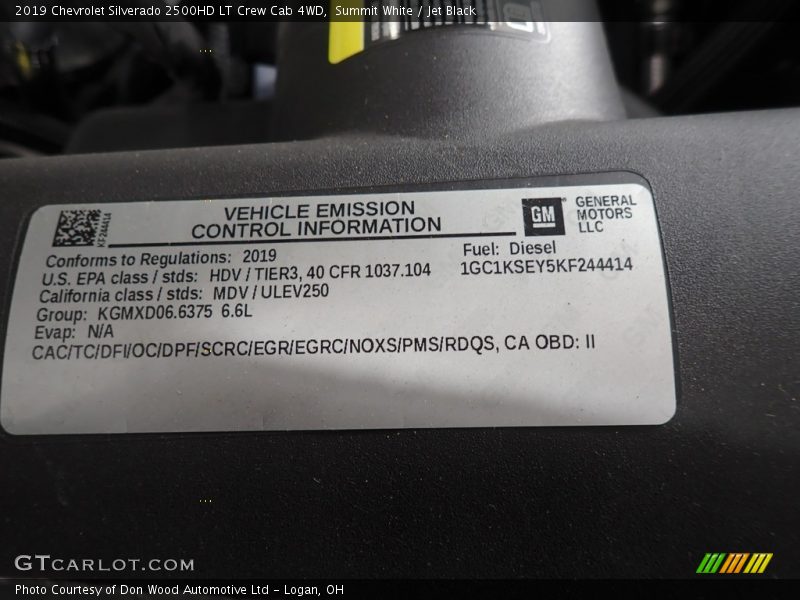 2019 Chevrolet Silverado 2500HD LT Crew Cab 4WD, Summit White / Jet Black
KF244414
VEHICLE EMISSION
CONTROL INFORMATION
GM
GENERAL
MOTORS
LLC
Conforms to Regulations: 2019
Fuel: Diesel
U.S. EPA class / stds: HDV / TIER3, 40 CFR 1037.104
1GC1KSEY5KF244414
California class / stds: MDV / ULEV250
Group: KGMXD06.6375 6.6L
Evap: N/A
CAC/TC/DFI/OC/DPF/SCRC/EGR/EGRC/NOXS/PMS/RDQS, CA OBD: II
GTCARLOT.COM
Photo Courtesy of Don Wood Automotive Ltd - Logan, OH